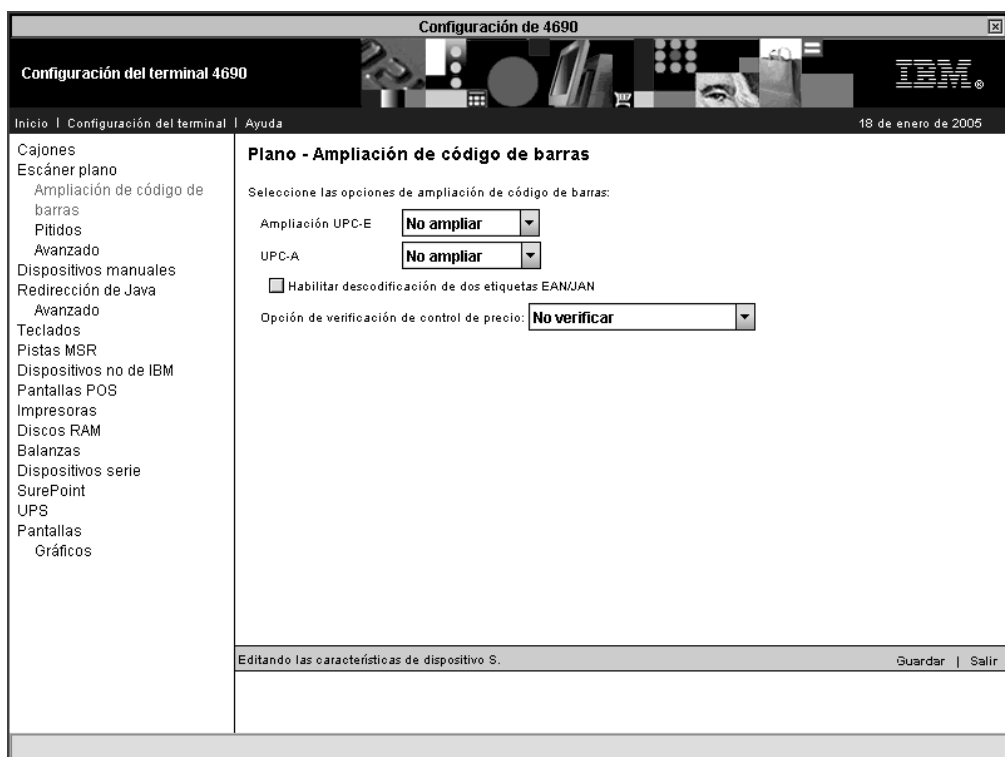 Configuración de 4690
Configuración del terminal 4690
IBM®
Inicio | Configuración del terminal | Ayuda
18 de enero de 2005
Cajones
Escáner plano
Ampliación de código de
barras
Pitidos
Avanzado
Dispositivos manuales
Redirección de Java
Avanzado
Teclados
Pistas MSR
Dispositivos no de IBM
Pantallas POS
Impresoras
Discos RAM
Balanzas
Dispositivos serie
SurePoint
UPS
Pantallas
Gráficos
Plano - Ampliación de código de barras
Seleccione las opciones de ampliación de código de barras:
Ampliación UPC-E No ampliar
UPC-A No ampliar
Habilitar descodificación de dos etiquetas EAN/JAN
Opción de verificación de control de precio: No verificar
Editando las características de dispositivo S.
Guardar | Salir